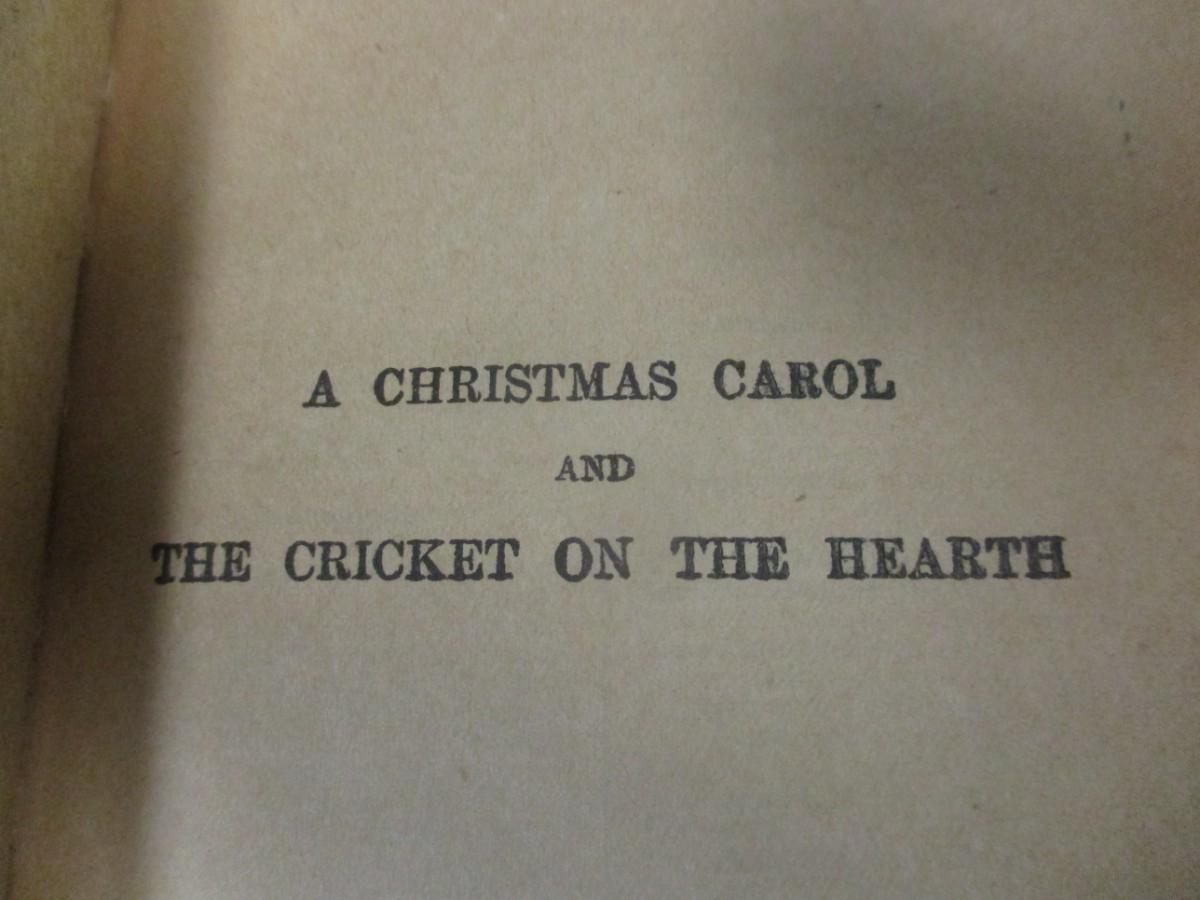 A CHRISTMAS CAROL
AND
THE CRICKET ON THE HEARTH